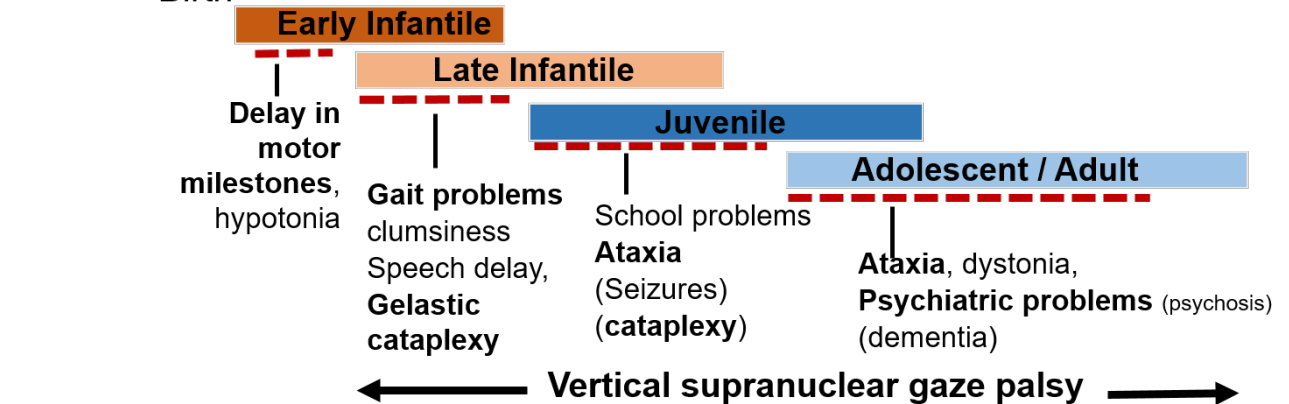 Early Infantile
Late Infantile
Juvenile
Adolescent / Adult
Delay in
motor
milestones,
hypotonia
Gait problems
clumsiness
Speech delay,
Gelastic
cataplexy
School problems
Ataxia
(Seizures)
(cataplexy)
Ataxia, dystonia,
Psychiatric problems (psychosis)
(dementia)
Vertical supranuclear gaze palsy